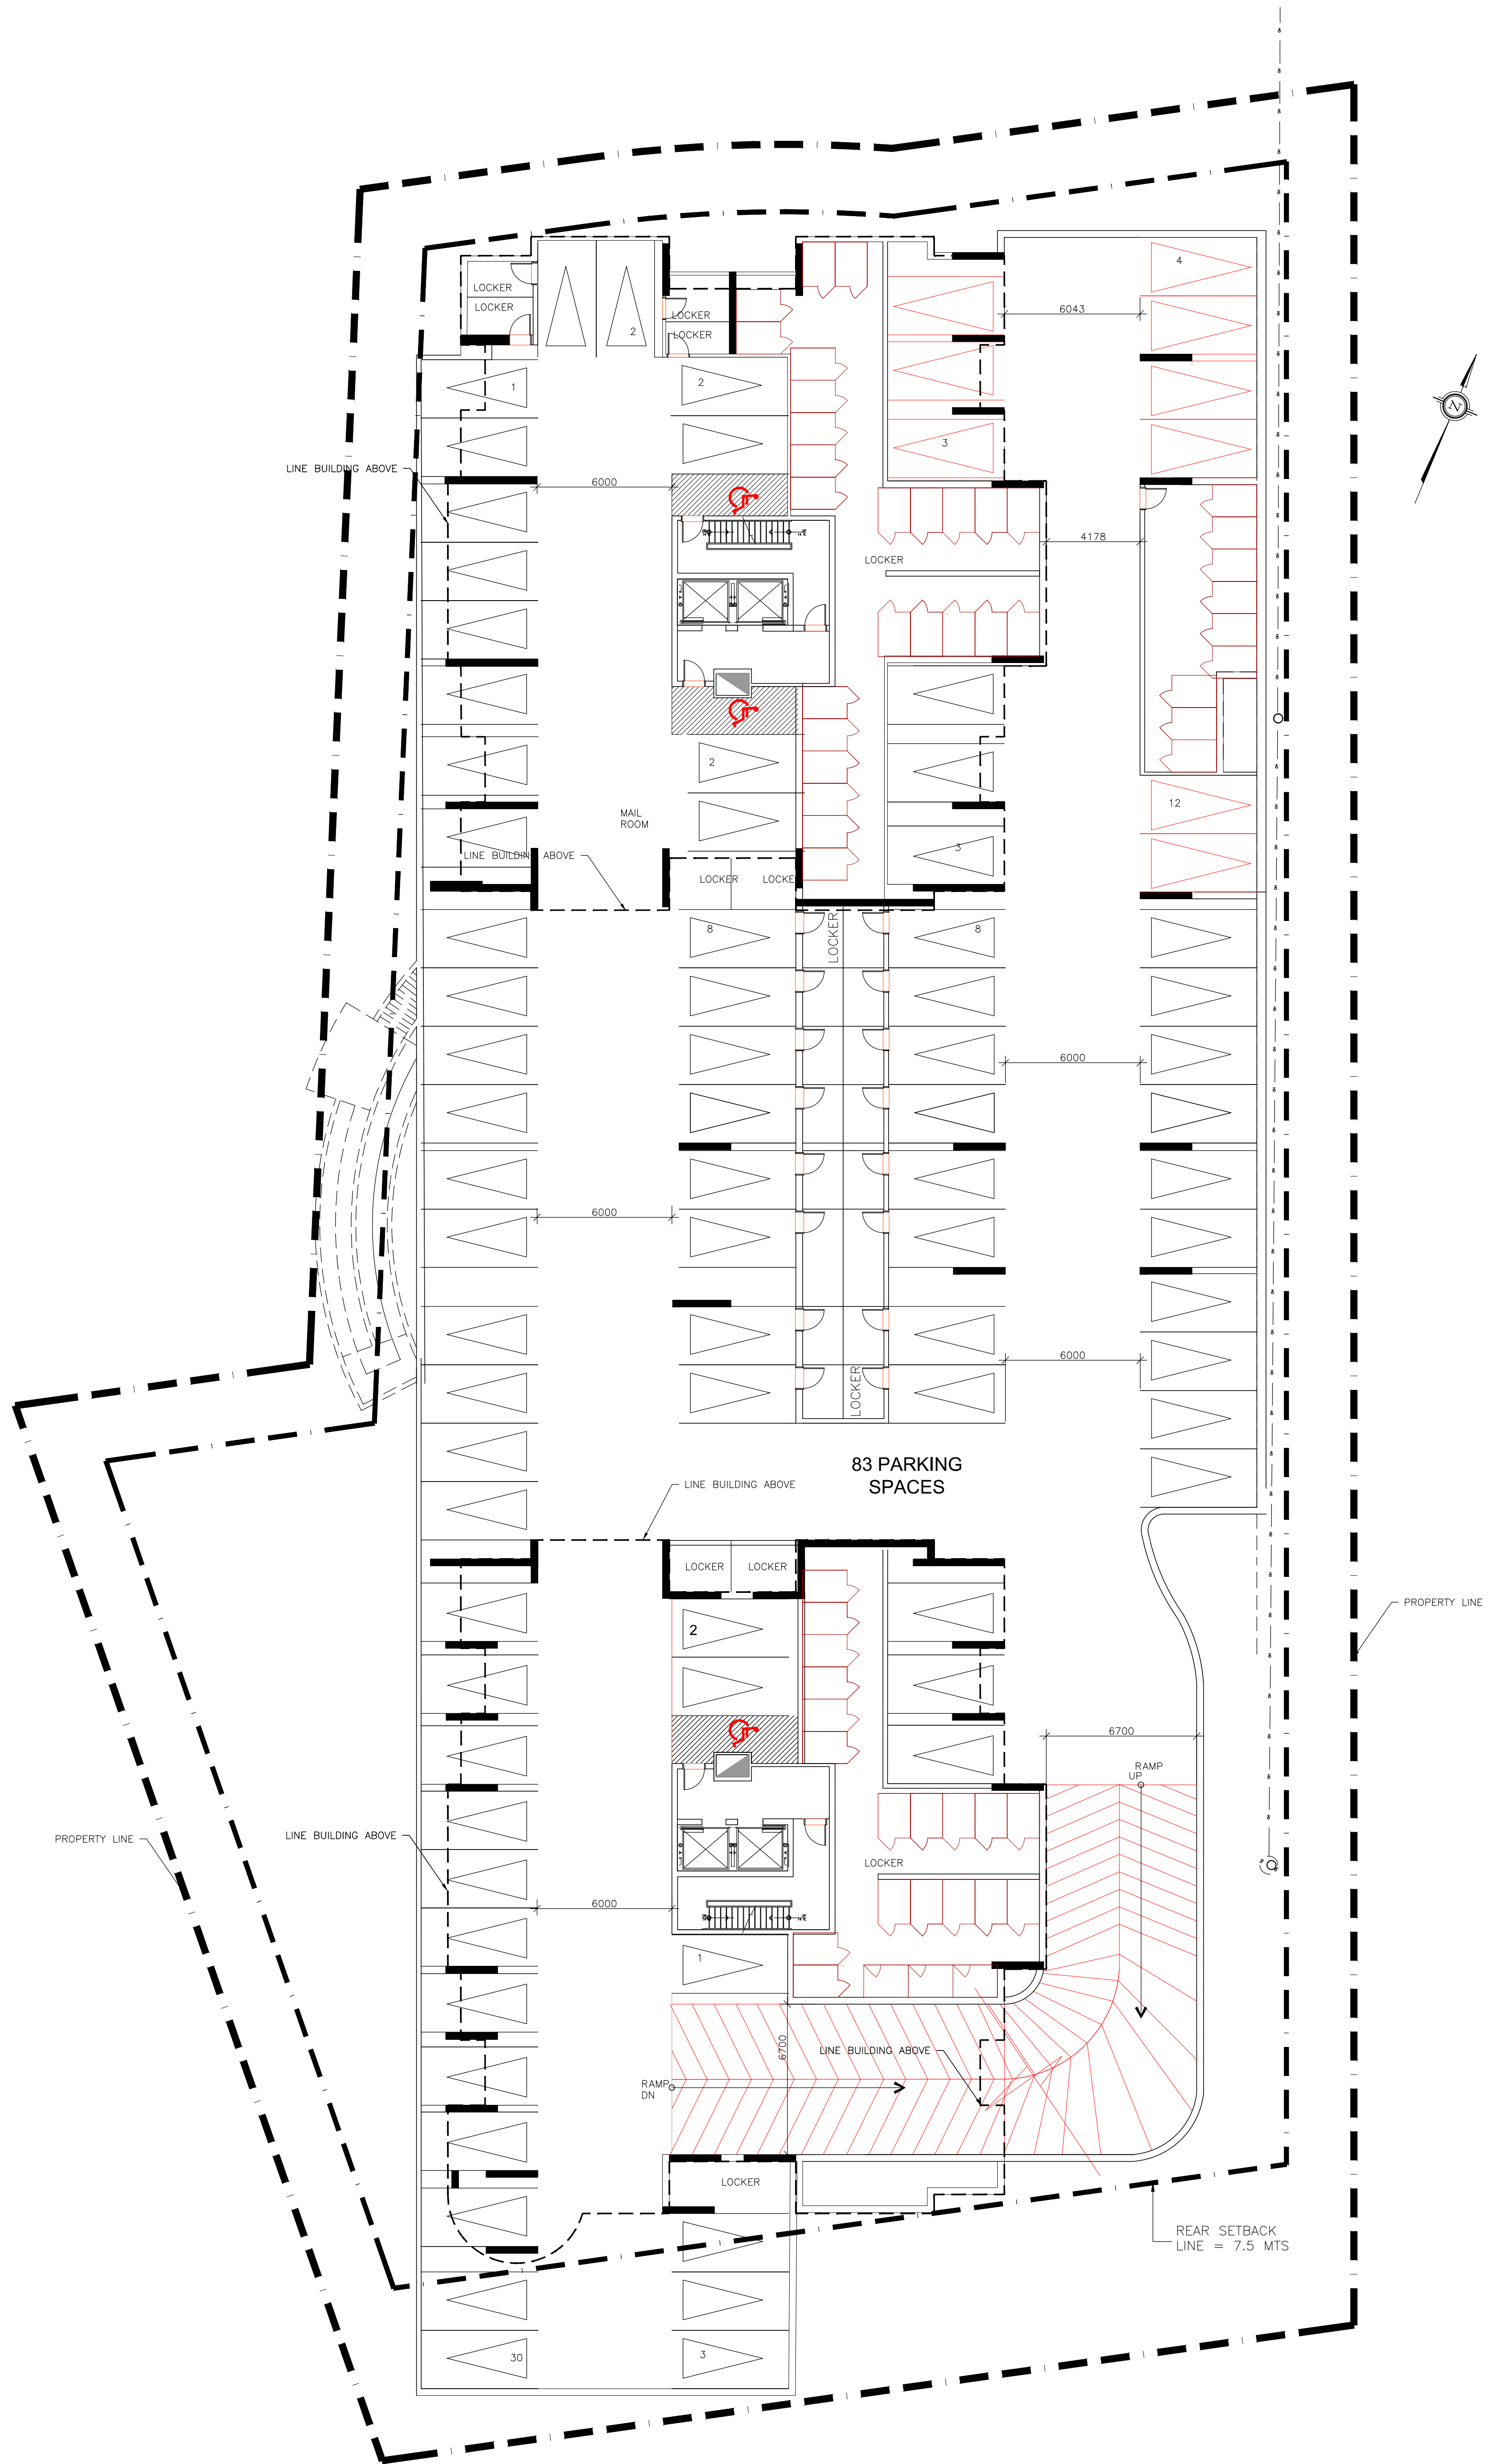 4
LOCKER
LOCKER
2
LOCKER
LOCKER
6043
1
2
3
N
LINE BUILDING ABOVE
6000
4178
LOCKER
2
12
MAIL
ROOM
3
LINE BUILDING ABOVE
LOCKER
LOCKE
8
LOCKER
8
6000
6000
6000
LOCKER
83 PARKING
SPACES
LINE BUILDING ABOVE
LOCKER
LOCKER
PROPERTY LINE
2
6700
RAMP
UP
PROPERTY LINE
LINE BUILDING ABOVE
LOCKER
6000
1
6700
LINE BUILDING ABOVE
RAMP
DN
LOCKER
REAR SETBACK
LINE = 7.5 MTS
30
3